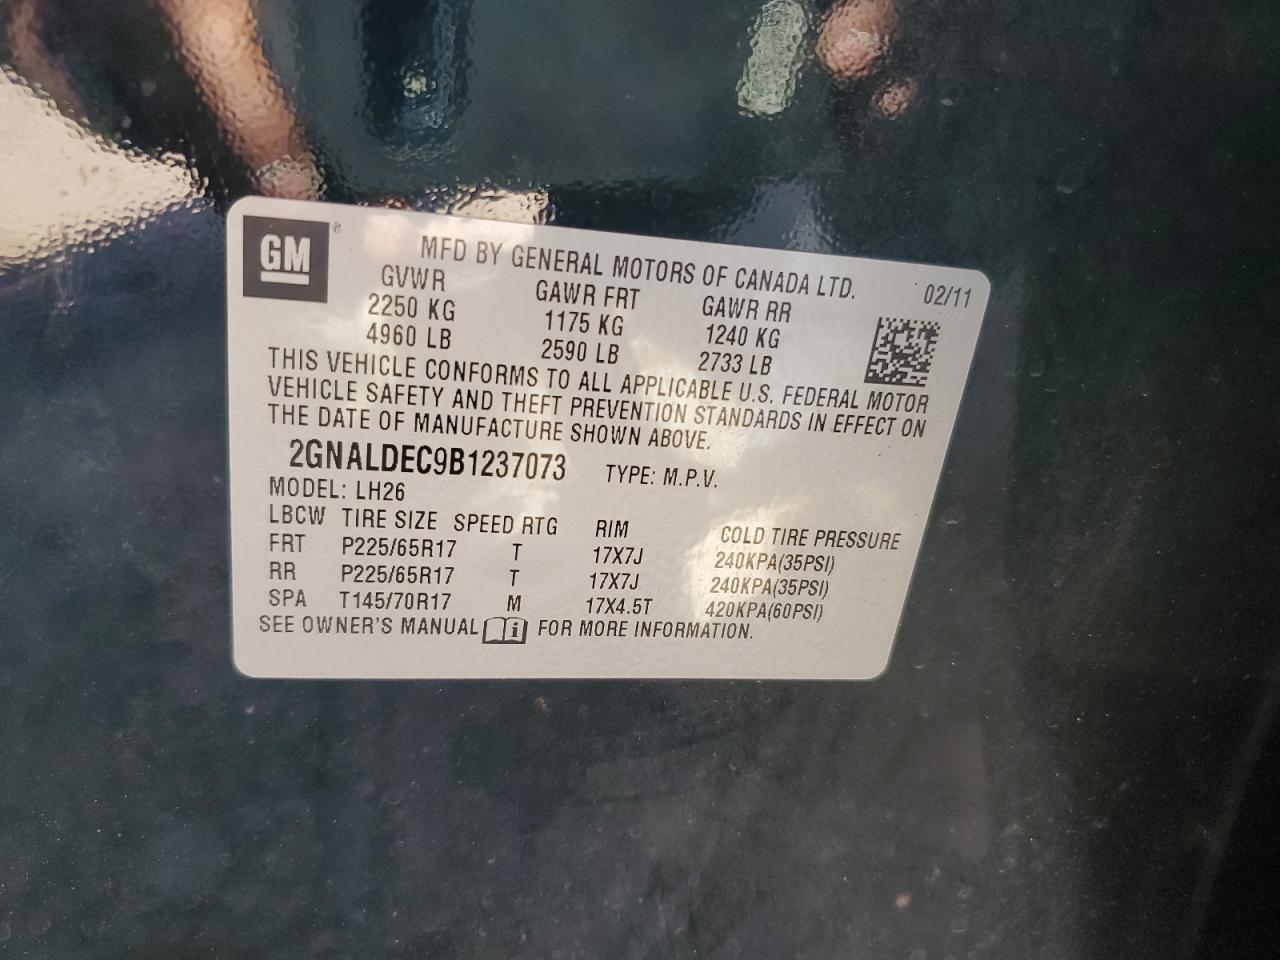 GM ® MFD BY GENERAL MOTORS OF CANADA LTD. 02/11
GVWR GAWR FRT GAWR RR
2250 KG 1175 KG 1240 KG
4960 LB 2590 LB 2733 LB
THIS VEHICLE CONFORMS TO ALL APPLICABLE U.S. FEDERAL MOTOR
VEHICLE SAFETY AND THEFT PREVENTION STANDARDS IN EFFECT ON
THE DATE OF MANUFACTURE SHOWN ABOVE.
2GNALDEC9B1237073 TYPE: M.P.V.
MODEL: LH26
LBCW TIRE SIZE SPEED RTG RIM COLD TIRE PRESSURE
FRT P225/65R17 T 17X7J 240KPA(35PSI)
RR P225/65R17 T 17X7J 240KPA(35PSI)
SPA T145/70R17 M 17X4.5T 420KPA(60PSI)
SEE OWNER'S MANUAL i FOR MORE INFORMATION.